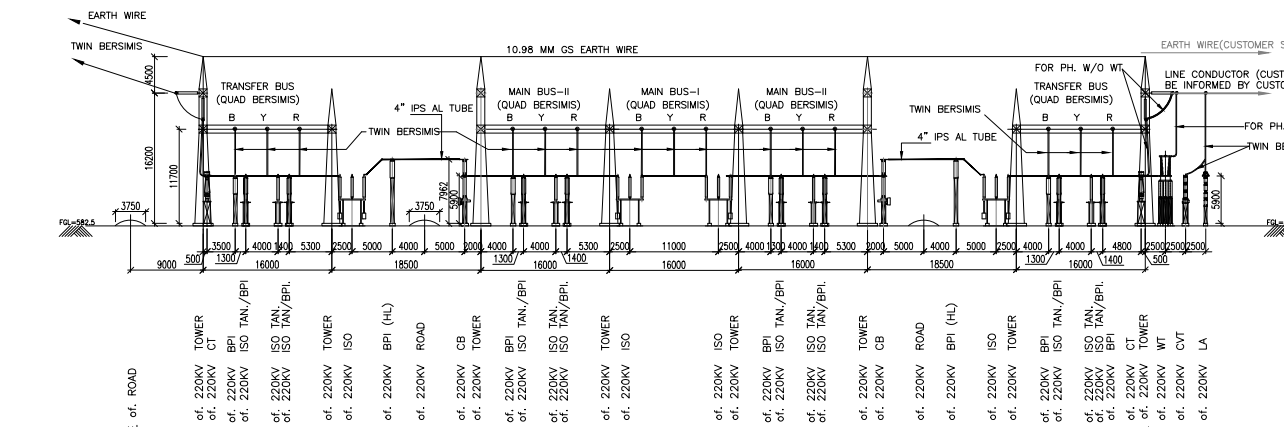 EARTH WIRE
TWIN BERSIMIS
10.98 MM GS EARTH WIRE
EARTH WIRE(CUSTOMER S
FOR PH. W/O WT.
LINE CONDUCTOR (CUST
BE INFORMED BY CUSTO
TRANSFER BUS
(QUAD BERSIMIS)
B Y R
4" IPS AL TUBE
TWIN BERSIMIS
MAIN BUS-II
(QUAD BERSIMIS)
B Y R
MAIN BUS-I
(QUAD BERSIMIS)
B Y R
MAIN BUS-II
(QUAD BERSIMIS)
B Y R
TWIN BERSIMIS
4" IPS AL TUBE
TRANSFER BUS
(QUAD BERSIMIS)
B Y R
FOR PH.
TWIN BE
4500
16200
11700
7962
5900
5900
3750
3750
FGL=582.5
FGL=
3500 4000 1400 5300 2500 5000 4000 5000 2000 4000 4000 5300 2500 11000 2500 4000 1300 4000 1400 5300 2000 5000 4000 5000 2500 4000 4000 4800 2500 2500 2500
500 1300 1300 1400 1300 1400 500
9000 16000 18500 16000 16000 16000 18500 16000
of. ROAD
of. 220KV TOWER
of. 220KV CT
of. 220KV BPI
of. 220KV ISO TAN./BPI
of. 220KV ISO TAN.
of. 220KV ISO TAN/BPI.
of. 220KV TOWER
of. 220KV ISO
of. 220KV BPI (HL)
of. 220KV ROAD
of. 220KV CB
of. 220KV TOWER
of. 220KV BPI
of. 220KV ISO TAN./BPI
of. 220KV ISO TAN.
of. 220KV ISO TAN/BPI.
of. 220KV TOWER
of. 220KV ISO
of. 220KV ISO
of. 220KV TOWER
of. 220KV BPI
of. 220KV ISO TAN./BPI
of. 220KV ISO TAN.
of. 220KV ISO TAN/BPI.
of. 220KV TOWER
of. 220KV CB
of. 220KV ROAD
of. 220KV BPI (HL)
of. 220KV ISO
of. 220KV TOWER
of. 220KV BPI
of. 220KV ISO TAN./BPI
of. 220KV ISO TAN.
of. 220KV ISO TAN/BPI.
of. 220KV BPI
of. 220KV CT
of. 220KV TOWER
of. 220KV WT
of. 220KV CVT
of. 220KV LA